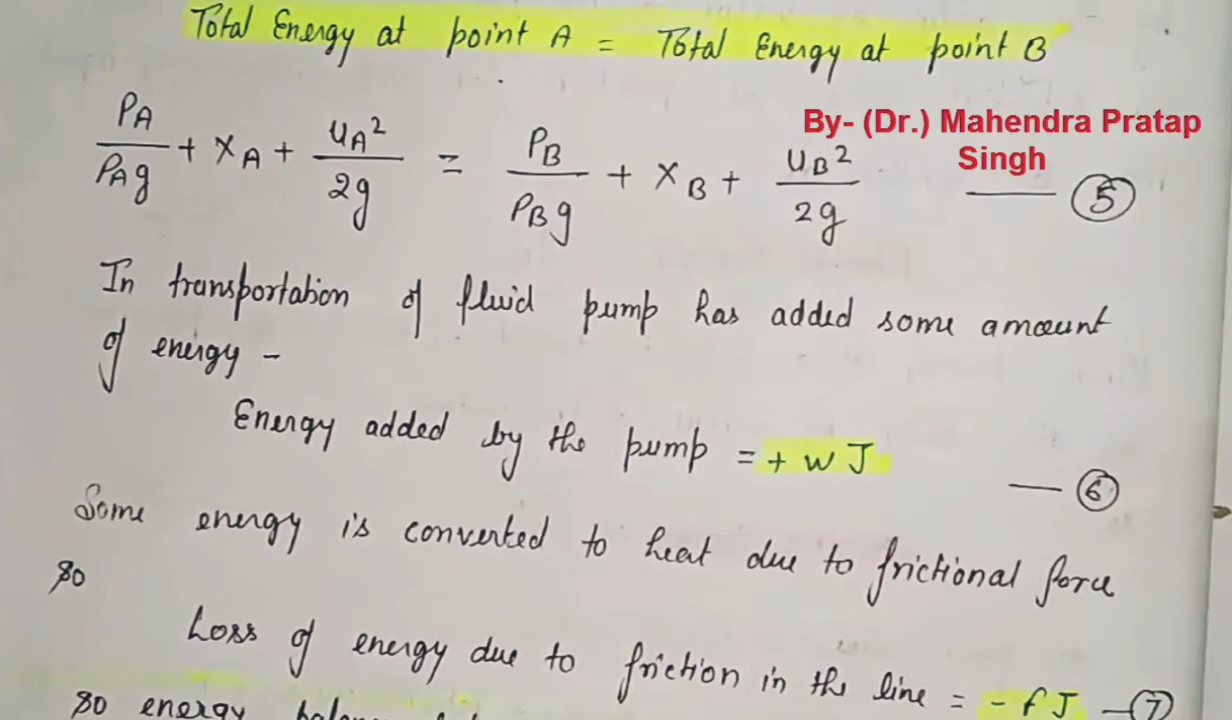 Total Energy at point A = Total Energy at point B
By- (Dr.) Mahendra Pratap
Singh
PA/ρAg + XA + uA²/2g = PB/ρBg + XB + uB²/2g — (5)
In transportation of fluid pump has added some amount
of energy -
Energy added by the pump = + w J — (6)
Some energy is converted to heat due to frictional force
so
Loss of energy due to friction in the line = - f J — (7)
so energy balance